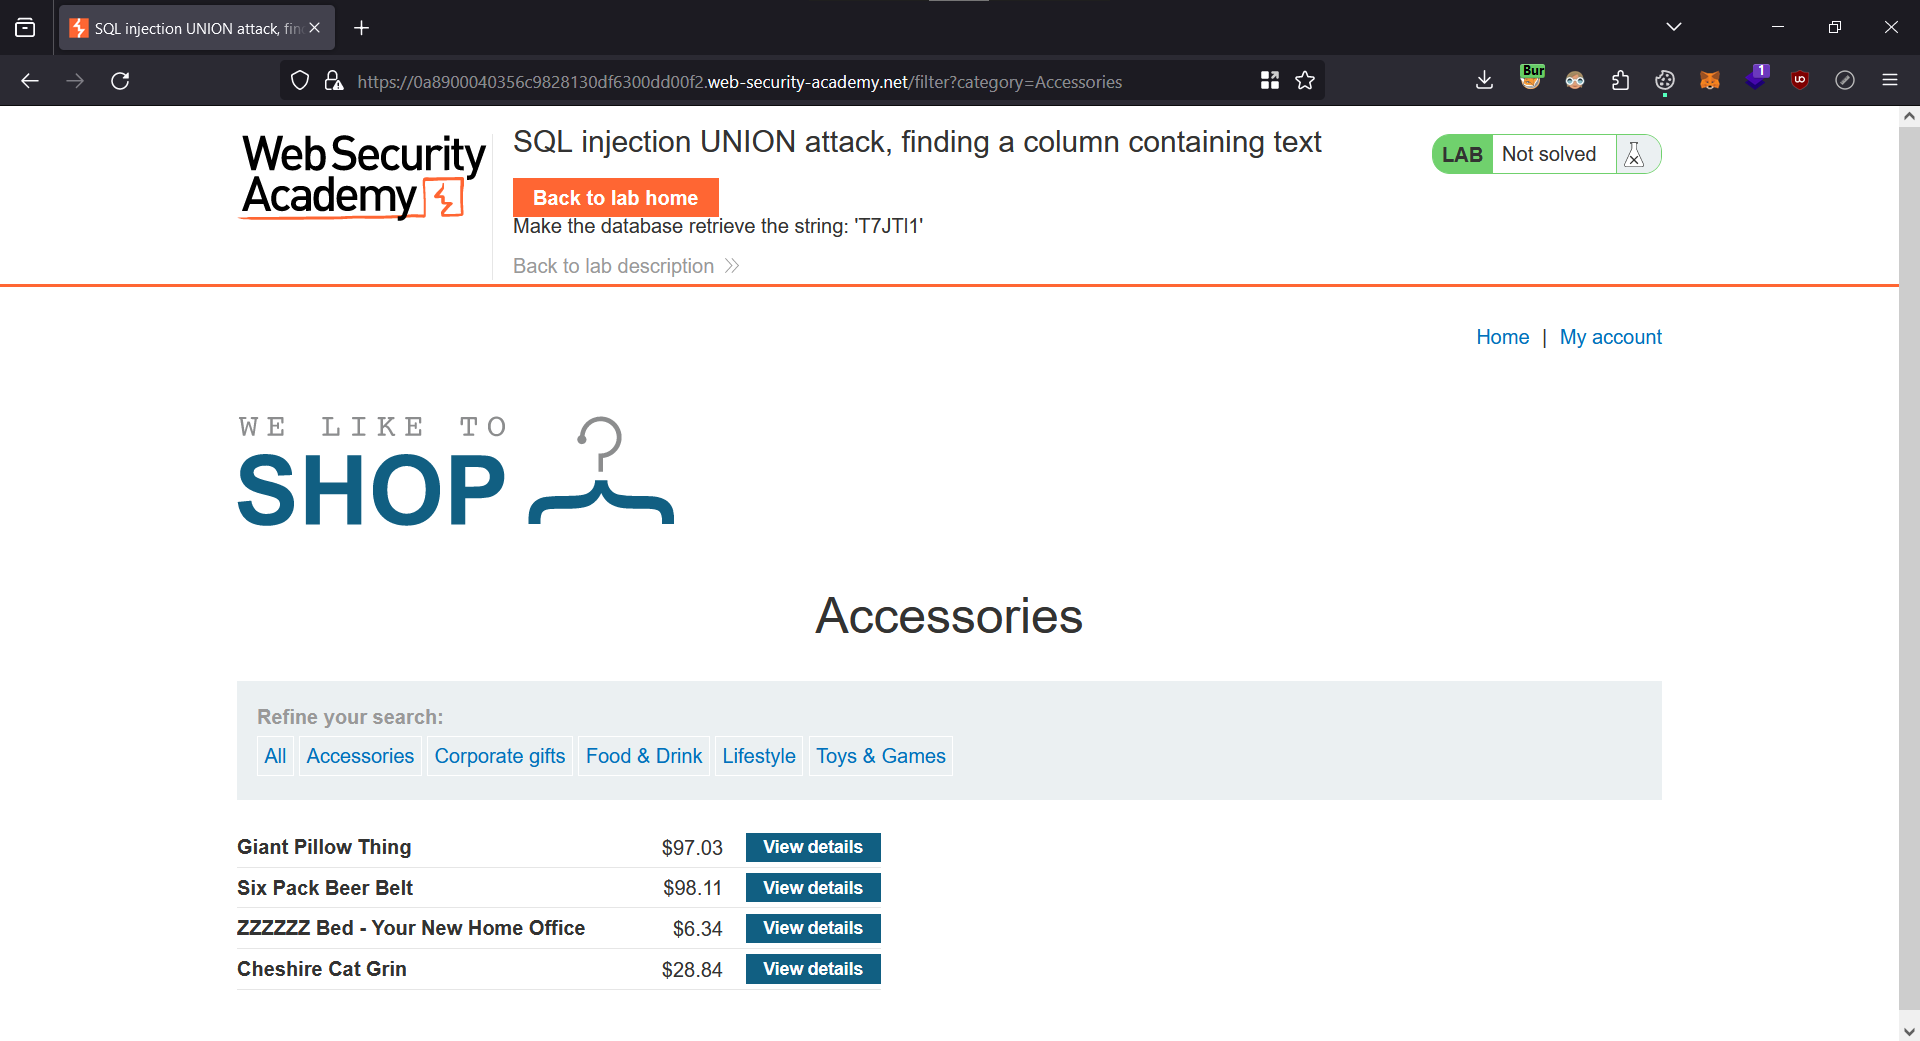 SQL injection UNION attack, fin
https://0a8900040356c9828130df6300dd00f2.web-security-academy.net/filter?category=Accessories
Bur
1
WebSecurity
Academy
SQL injection UNION attack, finding a column containing text
Back to lab home
Make the database retrieve the string: 'T7JTl1'
Back to lab description
LAB
Not solved
Home | My account
WE LIKE TO
SHOP
Accessories
Refine your search:
All Accessories Corporate gifts Food & Drink Lifestyle Toys & Games
Giant Pillow Thing $97.03 View details
Six Pack Beer Belt $98.11 View details
ZZZZZZ Bed - Your New Home Office $6.34 View details
Cheshire Cat Grin $28.84 View details